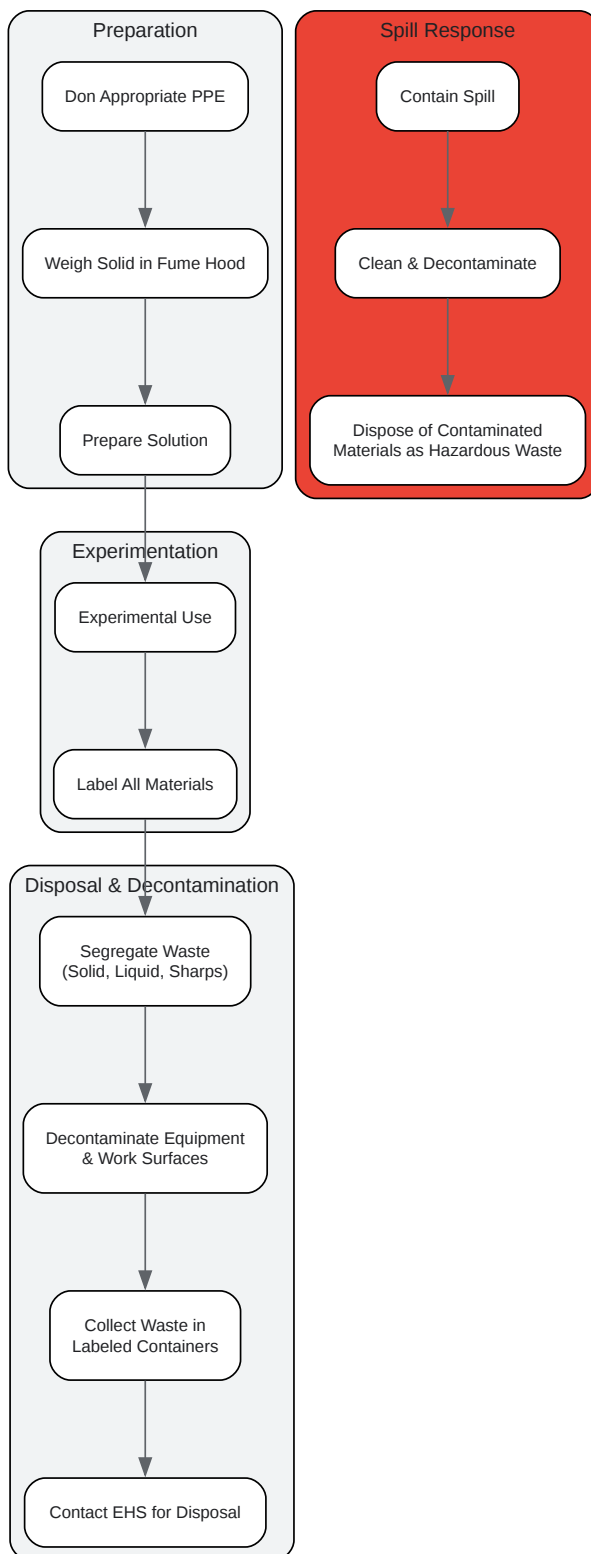 Preparation
Don Appropriate PPE
Weigh Solid in Fume Hood
Prepare Solution
Spill Response
Contain Spill
Clean & Decontaminate
Dispose of Contaminated
Materials as Hazardous Waste
Experimentation
Experimental Use
Label All Materials
Disposal & Decontamination
Segregate Waste
(Solid, Liquid, Sharps)
Decontaminate Equipment
& Work Surfaces
Collect Waste in
Labeled Containers
Contact EHS for Disposal